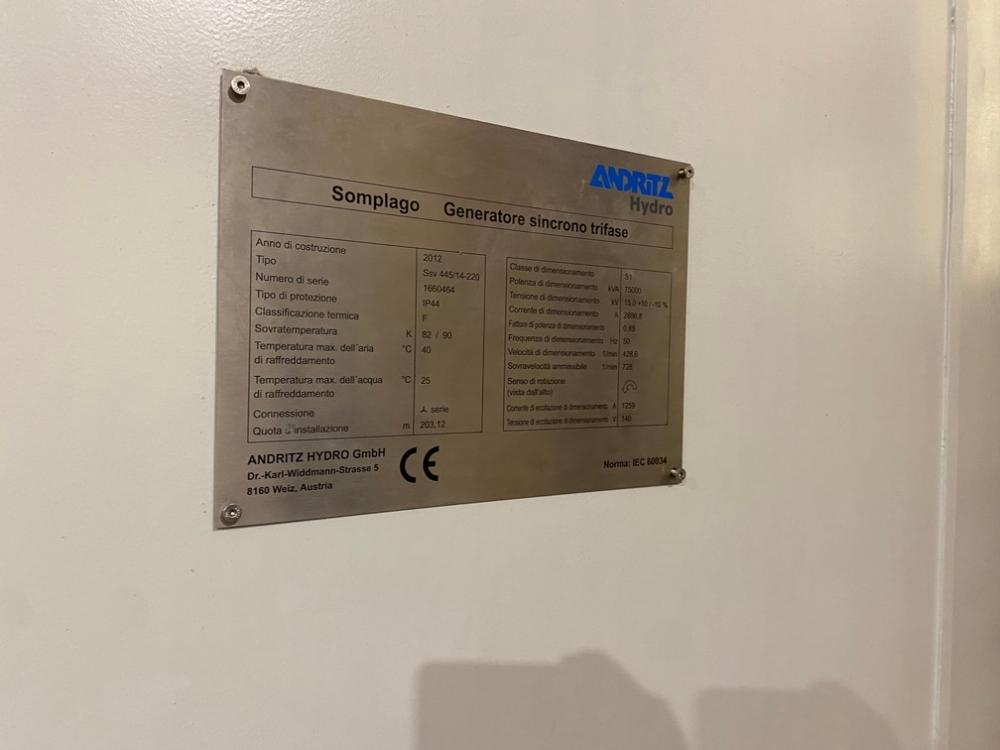 ANDRITZ
Hydro
Somplago Generatore sincrono trifase
Anno di costruzione 2012
Tipo Ssv 445/14-220
Numero di serie 1660464
Tipo di protezione IP44
Classificazione termica F
Sovratemperatura K 82 / 90
Temperatura max. dell'aria °C 40
di raffreddamento
Temperatura max. dell'acqua °C 25
di raffreddamento
Connessione serie
Quota installazione m 203,12
Classe di dimensionamento S1
Potenza di dimensionamento kVA 75000
Tensione di dimensionamento kV 15,0 +10 / -10 %
Corrente di dimensionamento A 2886,8
Fattore di potenza di dimensionamento 0,85
Frequenza di dimensionamento Hz 50
Velocità di dimensionamento 1/min 428,6
Sovravelocità ammissibile 1/min 728
Senso di rotazione
(vista dall'alto)
Corrente di eccitazione di dimensionamento A 1259
Tensione di eccitazione di dimensionamento V 140
ANDRITZ HYDRO GmbH
Dr.-Karl-Widdmann-Strasse 5
8160 Weiz, Austria
CE
Norma: IEC 60034